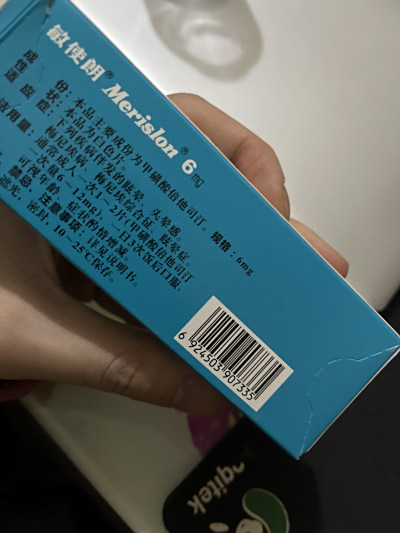 敏使朗® Merislon® 6mg
成 份:本品主要成份为甲磺酸倍他司汀。规格:6mg
性 状:本品为白色片。
适应症:下列疾病伴发的眩晕、头晕感
梅尼埃病、梅尼埃综合征、眩晕症。
法用量:通常成人一次1~2片(甲磺酸倍他司汀
一次量6~12mg),一日3次饭后口服,
可视年龄、症状酌情增减。
禁忌、注意事项:详见说明书。
遮光,密封,10~25℃保存。
6 924503 907335
gitek